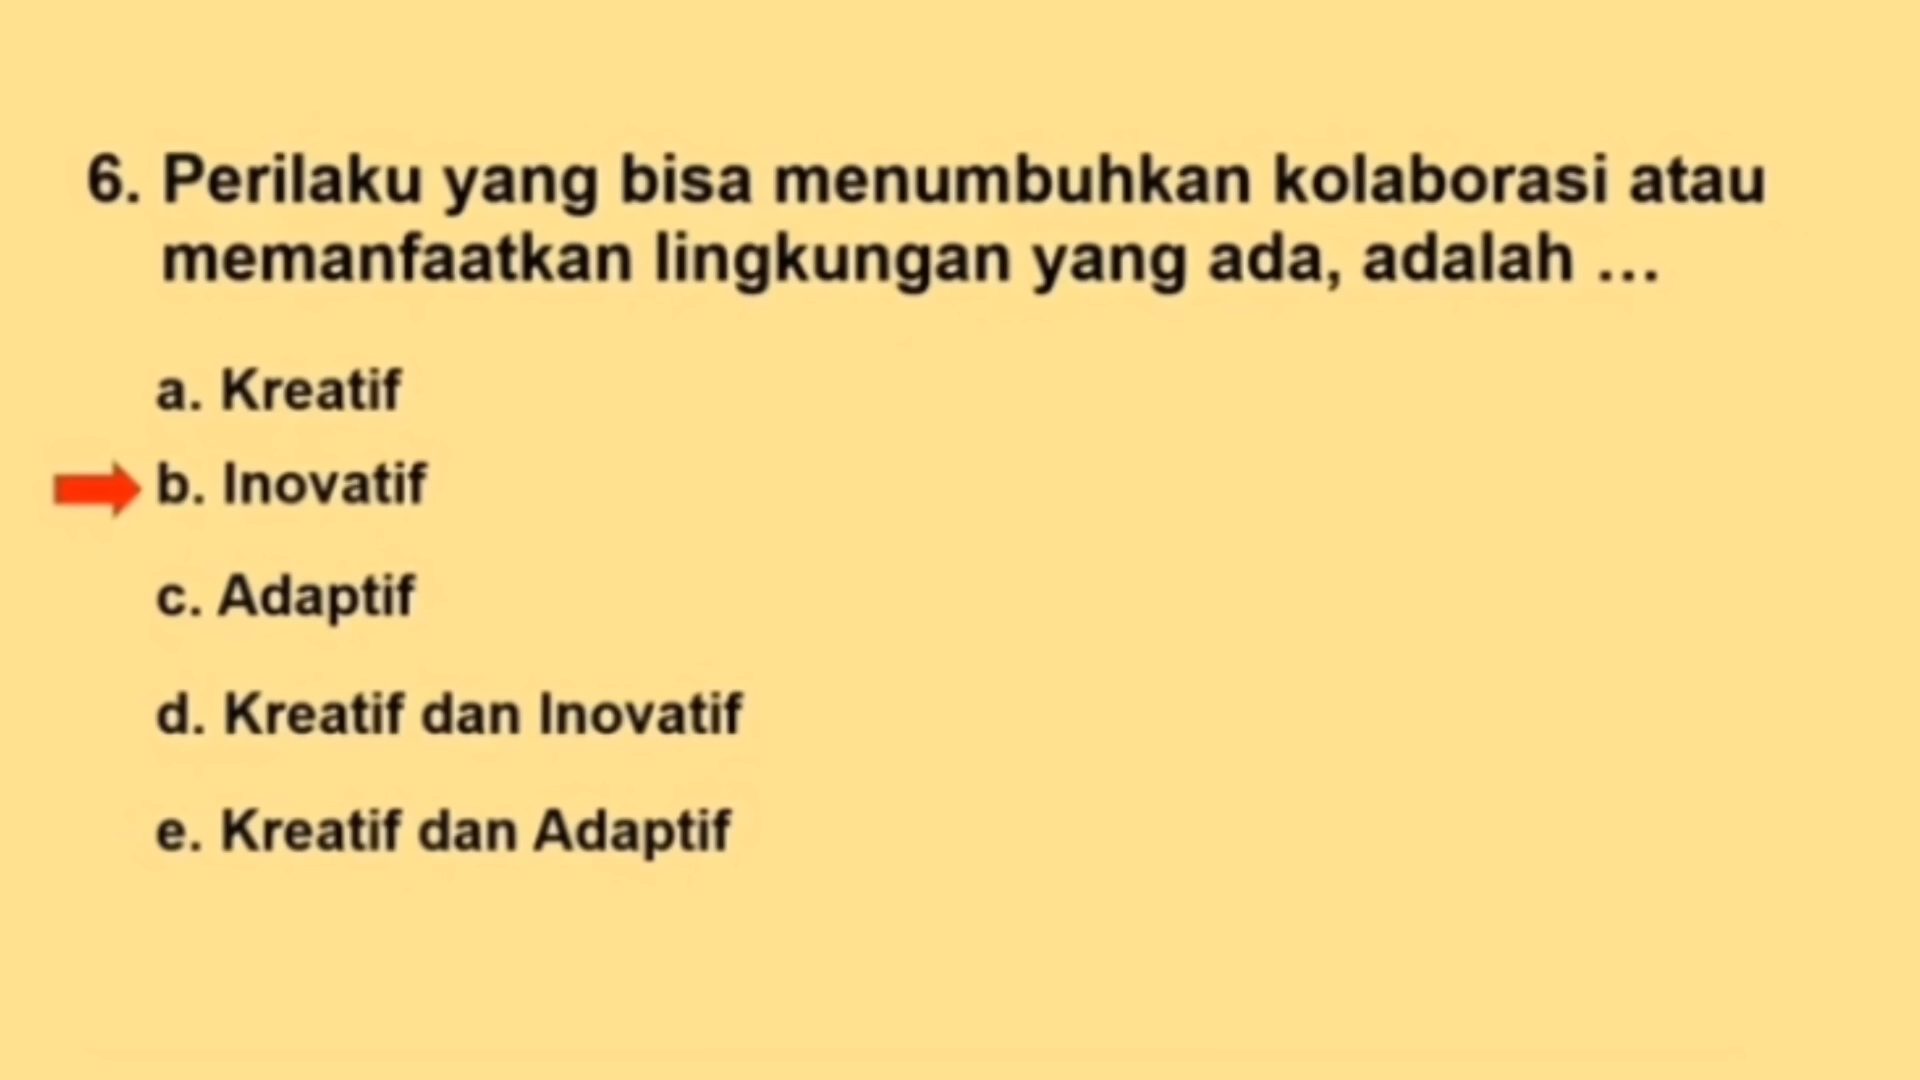 6. Perilaku yang bisa menumbuhkan kolaborasi atau
memanfaatkan lingkungan yang ada, adalah ...
a. Kreatif
b. Inovatif
c. Adaptif
d. Kreatif dan Inovatif
e. Kreatif dan Adaptif